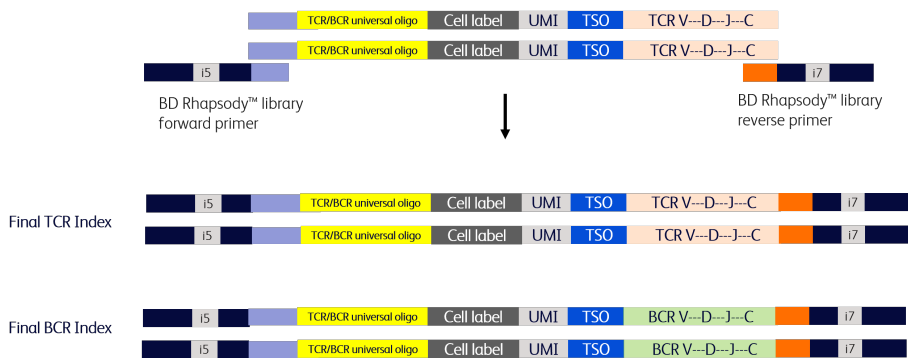 TCR/BCR universal oligo Cell label UMI TSO TCR V---D---J---C
TCR/BCR universal oligo Cell label UMI TSO TCR V---D---J---C
i5 i7
BD Rhapsody™ library
forward primer
BD Rhapsody™ library
reverse primer
Final TCR Index
i5 TCR/BCR universal oligo Cell label UMI TSO TCR V---D---J---C i7
i5 TCR/BCR universal oligo Cell label UMI TSO TCR V---D---J---C i7
Final BCR Index
i5 TCR/BCR universal oligo Cell label UMI TSO BCR V---D---J---C i7
i5 TCR/BCR universal oligo Cell label UMI TSO BCR V---D---J---C i7